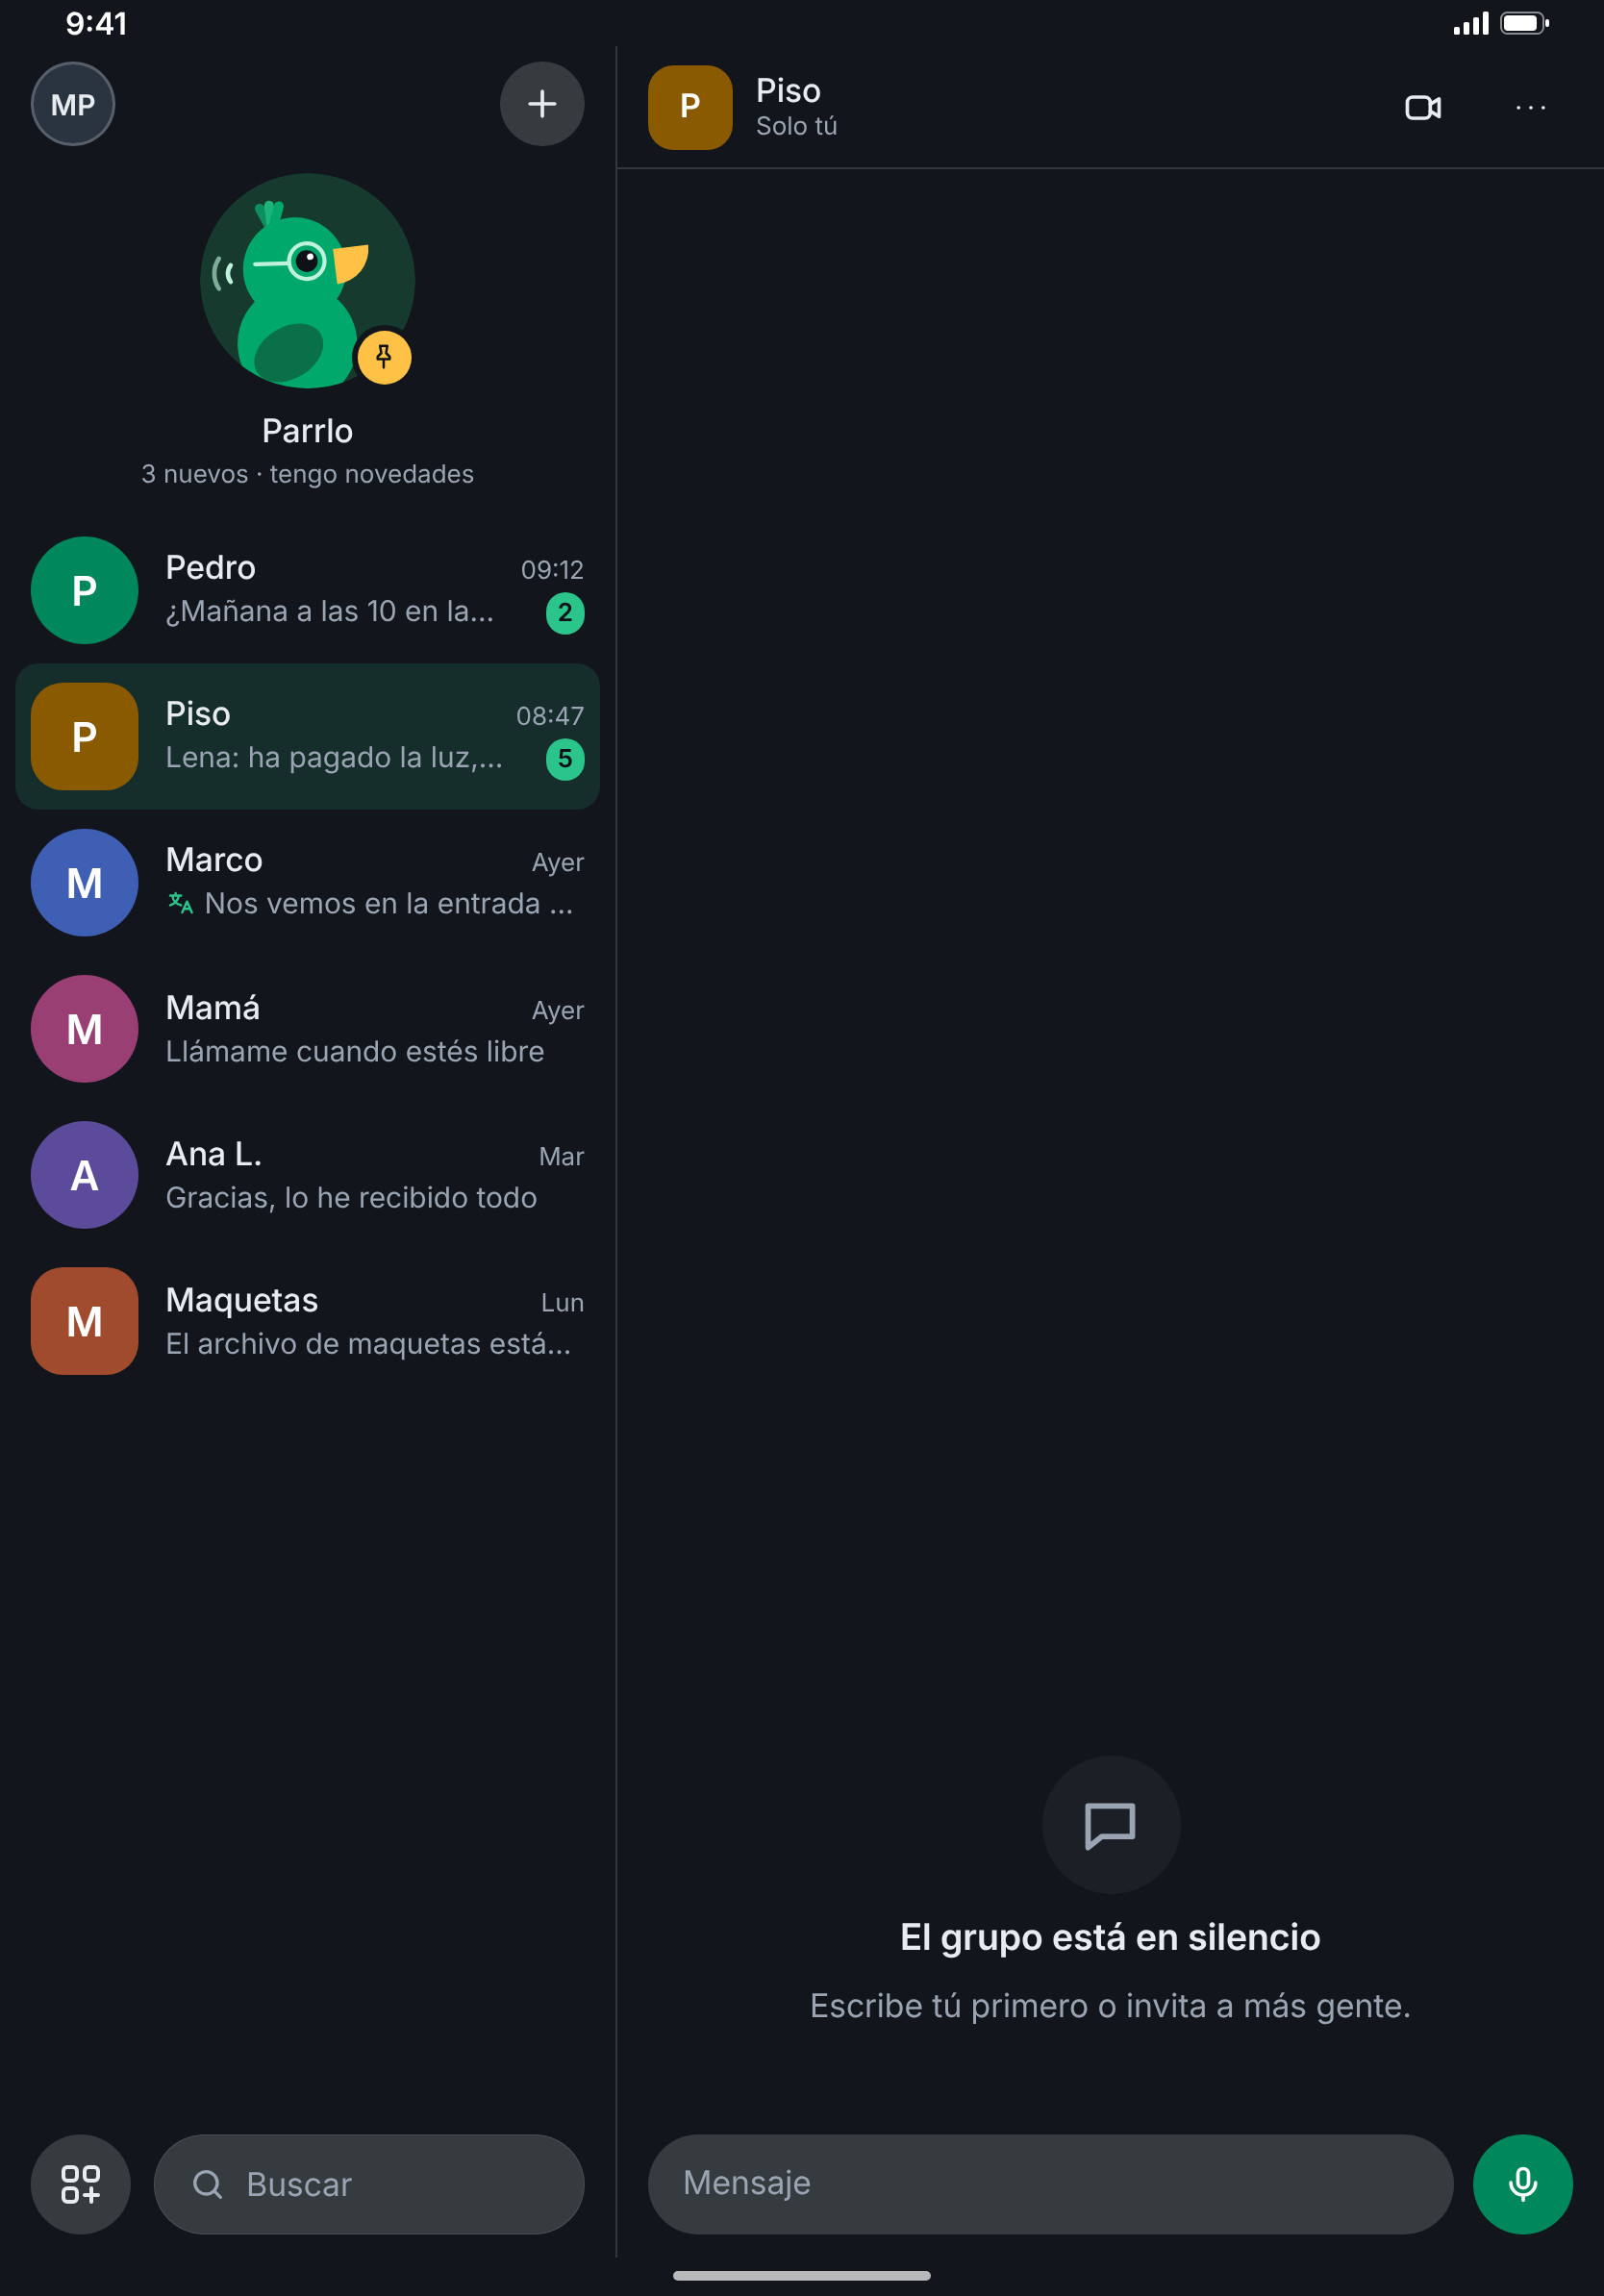 9:41
MP
Parrlo
3 nuevos · tengo novedades
P
Pedro
09:12
¿Mañana a las 10 en la...
2
P
Piso
08:47
Lena: ha pagado la luz,...
5
M
Marco
Ayer
Nos vemos en la entrada ...
M
Mamá
Ayer
Llámame cuando estés libre
A
Ana L.
Mar
Gracias, lo he recibido todo
M
Maquetas
Lun
El archivo de maquetas está...
Buscar
P
Piso
Solo tú
El grupo está en silencio
Escribe tú primero o invita a más gente.
Mensaje